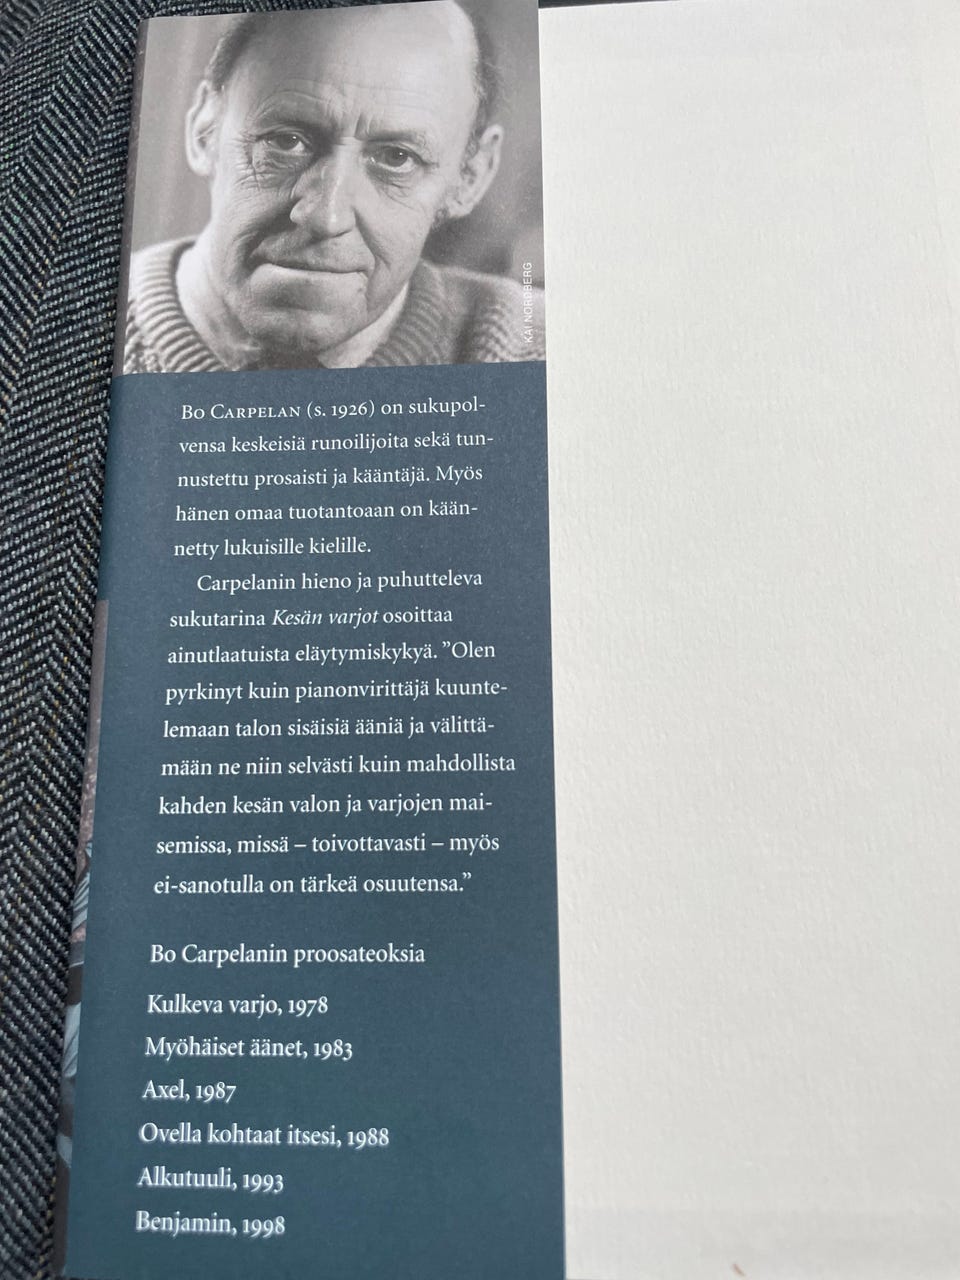 KAI NORDBERG
Bo Carpelan (s. 1926) on sukupol-
vensa keskeisiä runoilijoita sekä tun-
nustettu prosaisti ja kääntäjä. Myös
hänen omaa tuotantoaan on kään-
netty lukuisille kielille.
Carpelanin hieno ja puhutteleva
sukutarina Kesän varjot osoittaa
ainutlaatuista eläytymiskykyä. ”Olen
pyrkinyt kuin pianonvirittäjä kuunte-
lemaan talon sisäisiä ääniä ja välittä-
mään ne niin selvästi kuin mahdollista
kahden kesän valon ja varjojen mai-
semissa, missä – toivottavasti – myös
ei-sanotulla on tärkeä osuutensa.”
Bo Carpelanin proosateoksia
Kulkeva varjo, 1978
Myöhäiset äänet, 1983
Axel, 1987
Ovella kohtaat itsesi, 1988
Alkutuuli, 1993
Benjamin, 1998